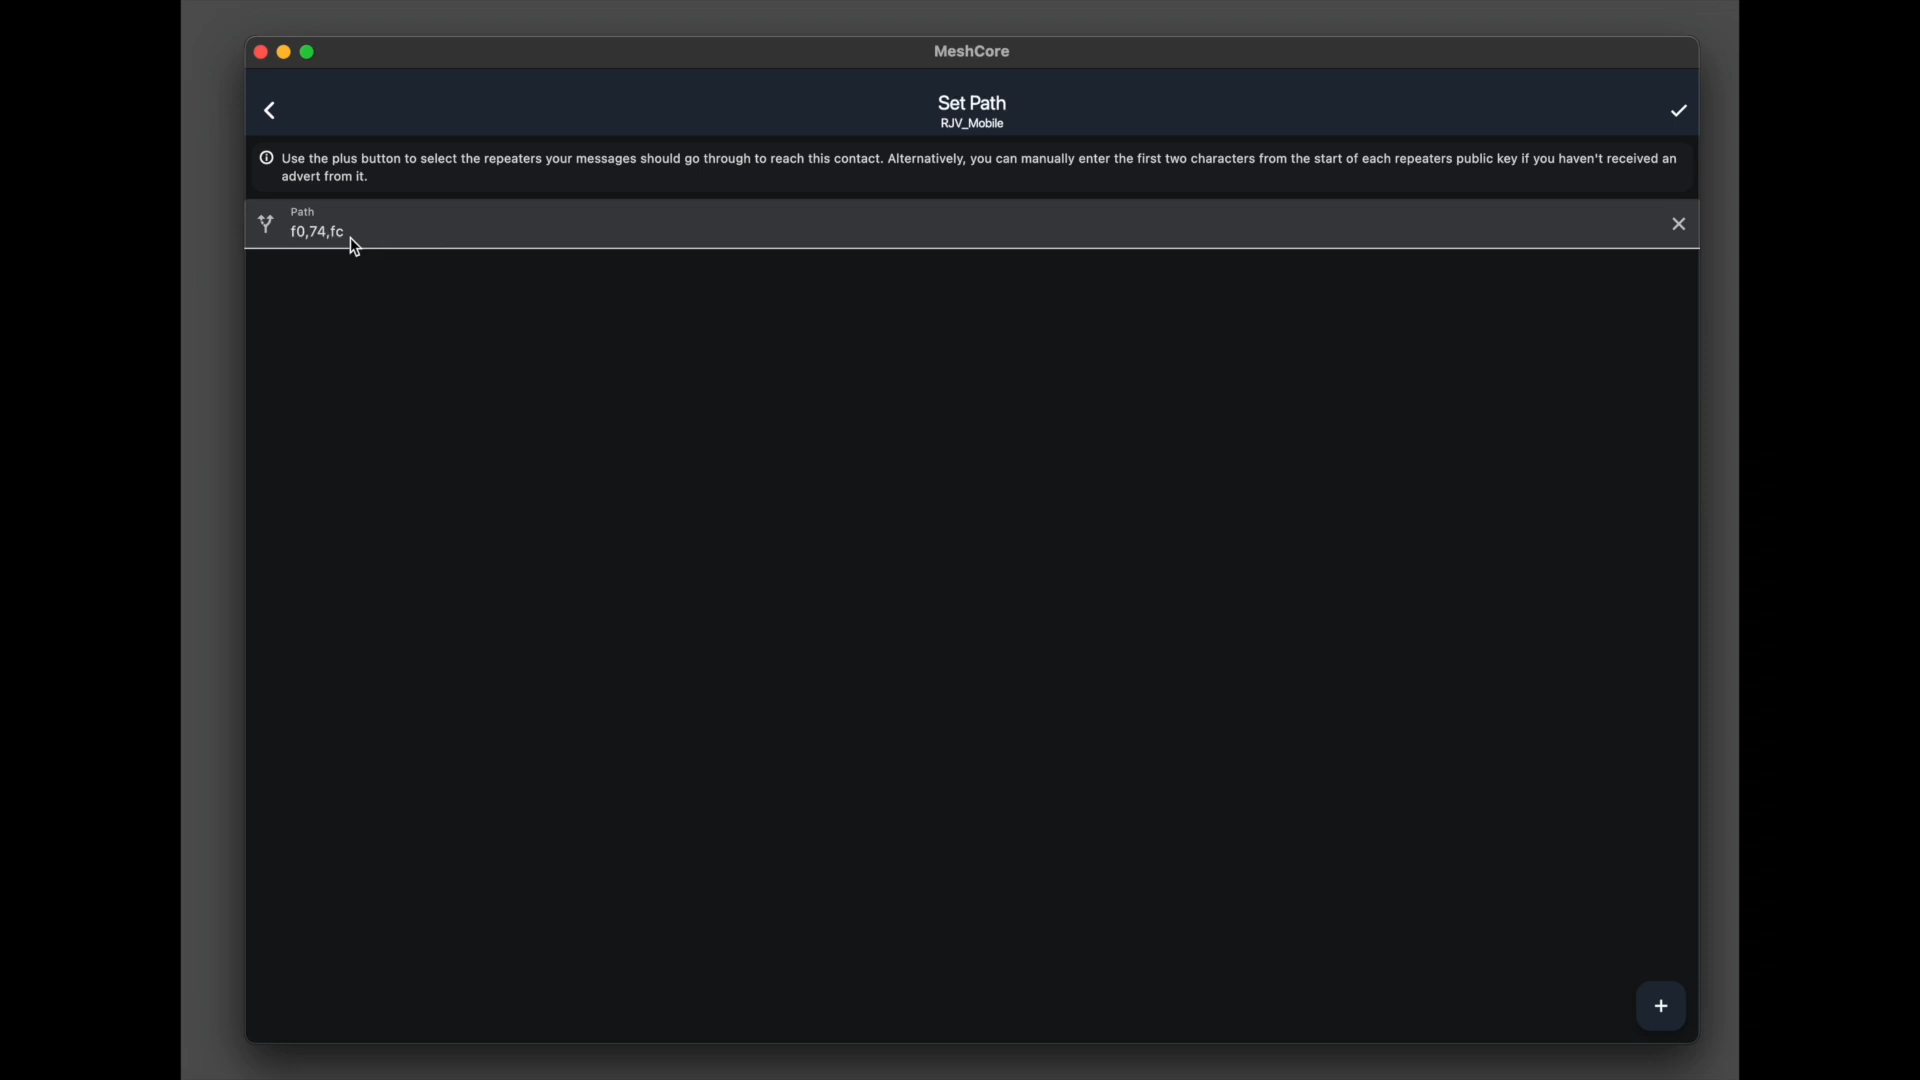 MeshCore
Set Path
RJV_Mobile
Use the plus button to select the repeaters your messages should go through to reach this contact. Alternatively, you can manually enter the first two characters from the start of each repeaters public key if you haven't received an
advert from it.
Path
f0,74,fc